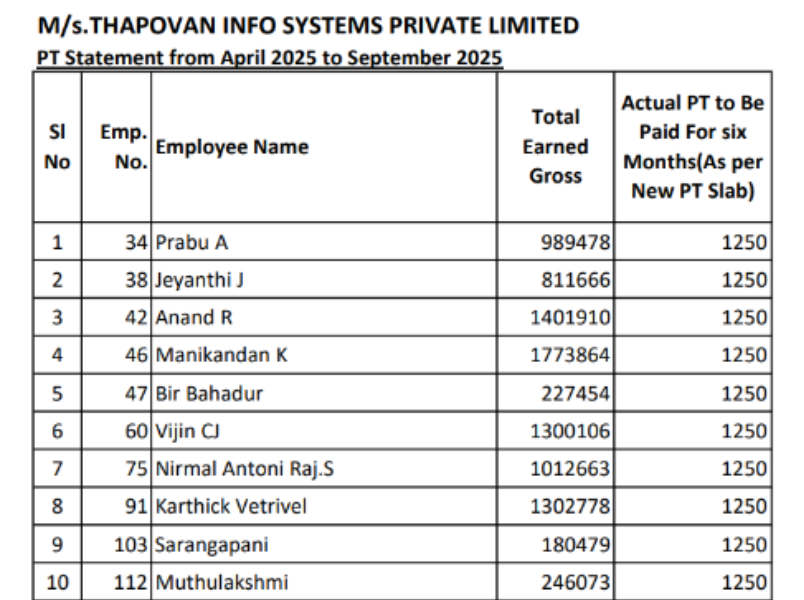 M/s.THAPOVAN INFO SYSTEMS PRIVATE LIMITED
PT Statement from April 2025 to September 2025
Sl No Emp. No. Employee Name Total Earned Gross Actual PT to Be Paid For six Months(As per New PT Slab)
1 34 Prabu A 989478 1250
2 38 Jeyanthi J 811666 1250
3 42 Anand R 1401910 1250
4 46 Manikandan K 1773864 1250
5 47 Bir Bahadur 227454 1250
6 60 Vijin CJ 1300106 1250
7 75 Nirmal Antoni Raj.S 1012663 1250
8 91 Karthick Vetrivel 1302778 1250
9 103 Sarangapani 180479 1250
10 112 Muthulakshmi 246073 1250